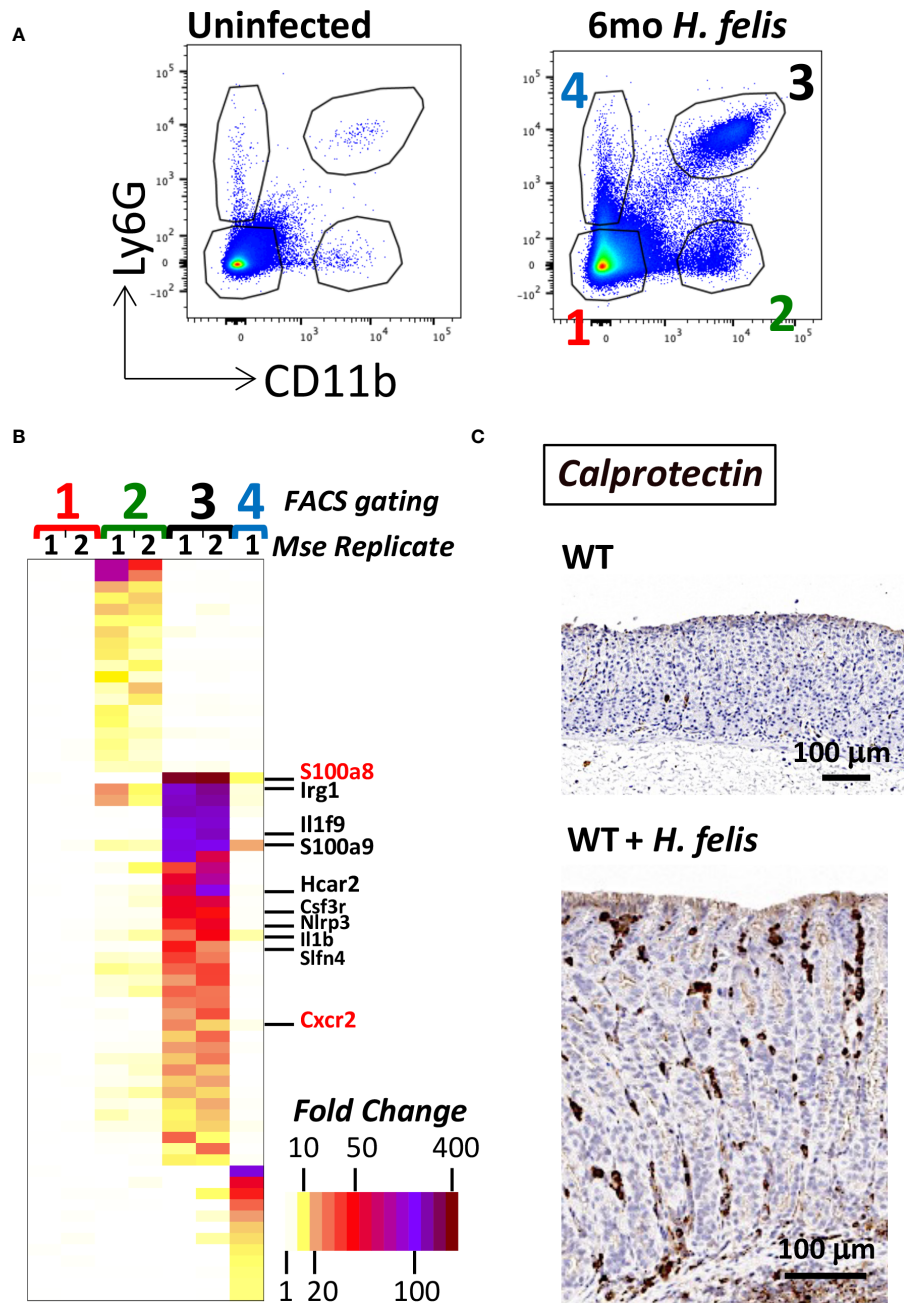 A
Uninfected
6mo H. felis
10⁵
10⁴
10³
10²
0
-10²
0
10³
10⁴
10⁵
Ly6G
CD11b
4
3
10⁵
10⁴
10³
10²
0
-10²
1
2
0
10³
10⁴
10⁵
B
1 2 3 4 FACS gating
1 2 1 2 1 2 1 Mse Replicate
S100a8
Irg1
Il1f9
S100a9
Hcar2
Csf3r
Nlrp3
Il1b
Slfn4
Cxcr2
Fold Change
10 50 400
1 20 100
C
Calprotectin
WT
100 µm
WT + H. felis
100 µm